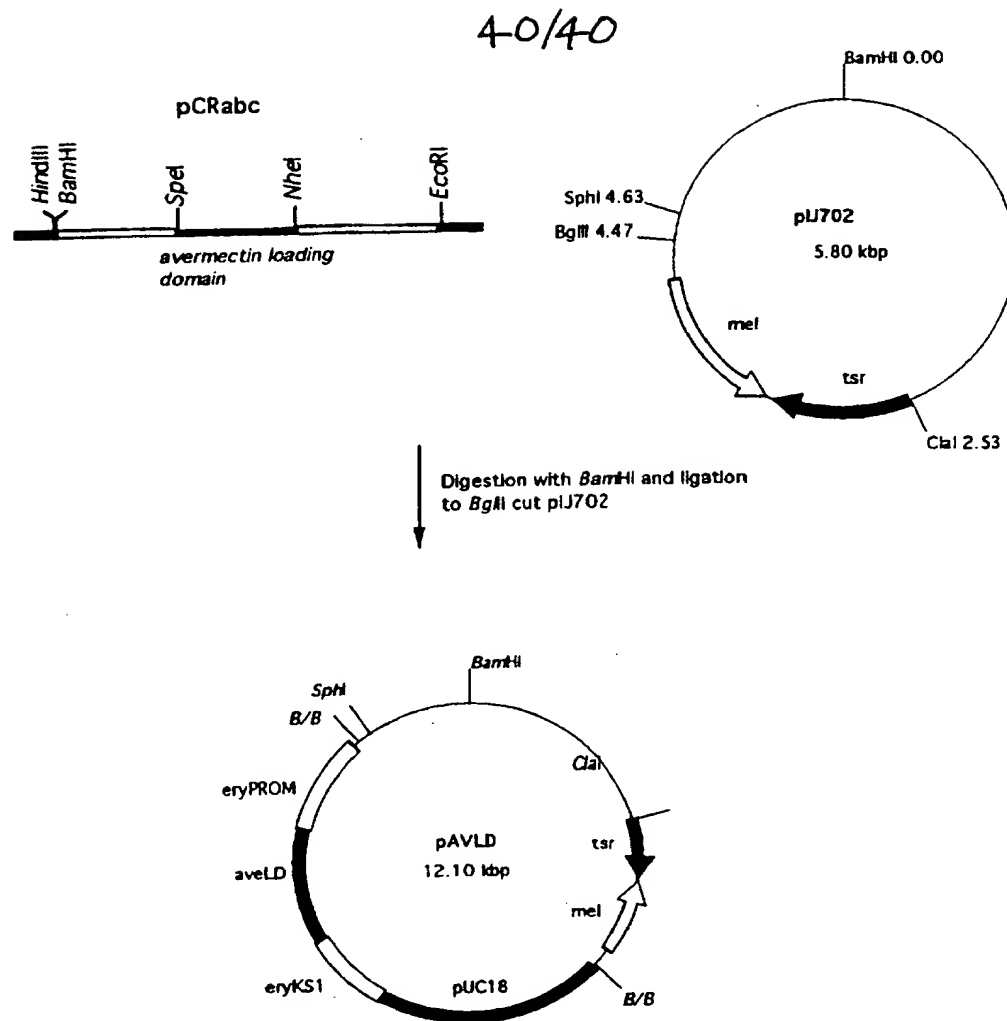 40/40
pCRabc
HindIII
BamHI
SpeI
NheI
EcoRI
avermectin loading
domain
BamHI 0.00
SphI 4.63
BglII 4.47
pIJ702
5.80 kbp
mel
tsr
ClaI 2.53
Digestion with BamHI and ligation
to BglII cut pIJ702
BamHI
SphI
B/B
ClaI
eryPROM
pAVLD
12.10 kbp
tsr
aveLD
mel
eryKS1
pUC18
B/B